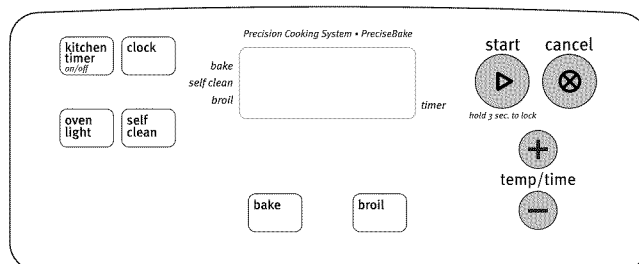 Precision Cooking System • PreciseBake
kitchen
timer
on/off
clock
bake
self clean
broil
timer
start
cancel
hold 3 sec. to lock
oven
light
self
clean
temp/time
bake
broil